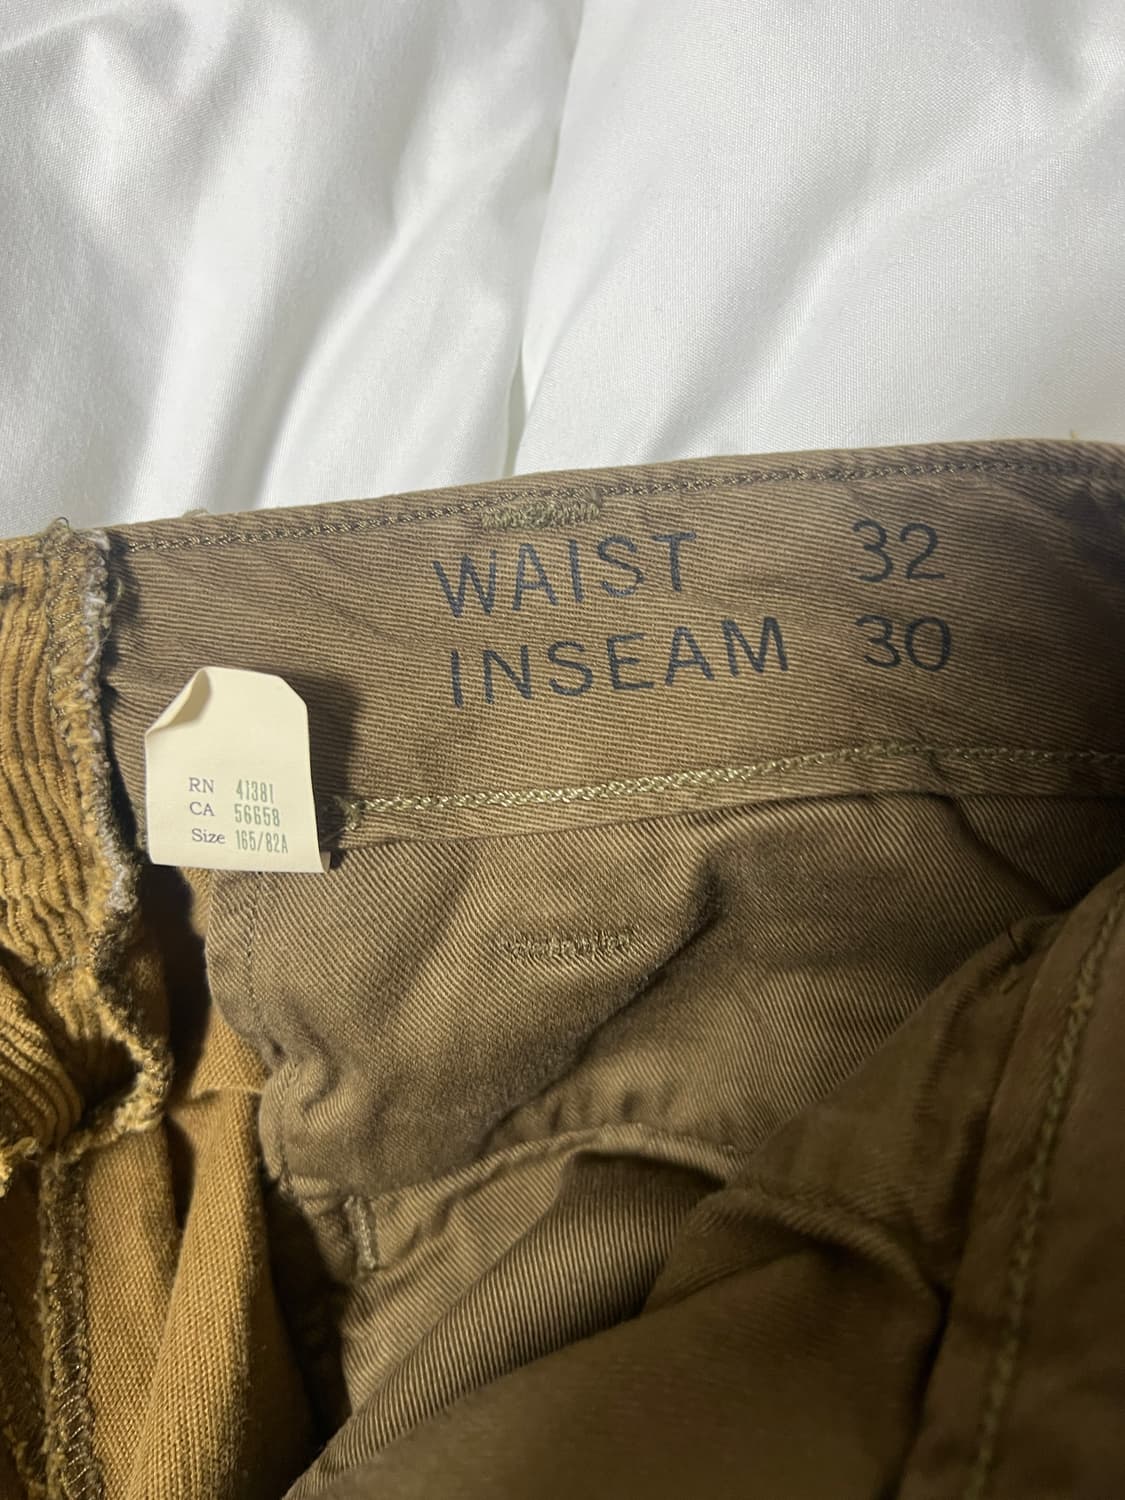 WAIST 32
INSEAM 30
RN 41381
CA 56658
Size 165/82A